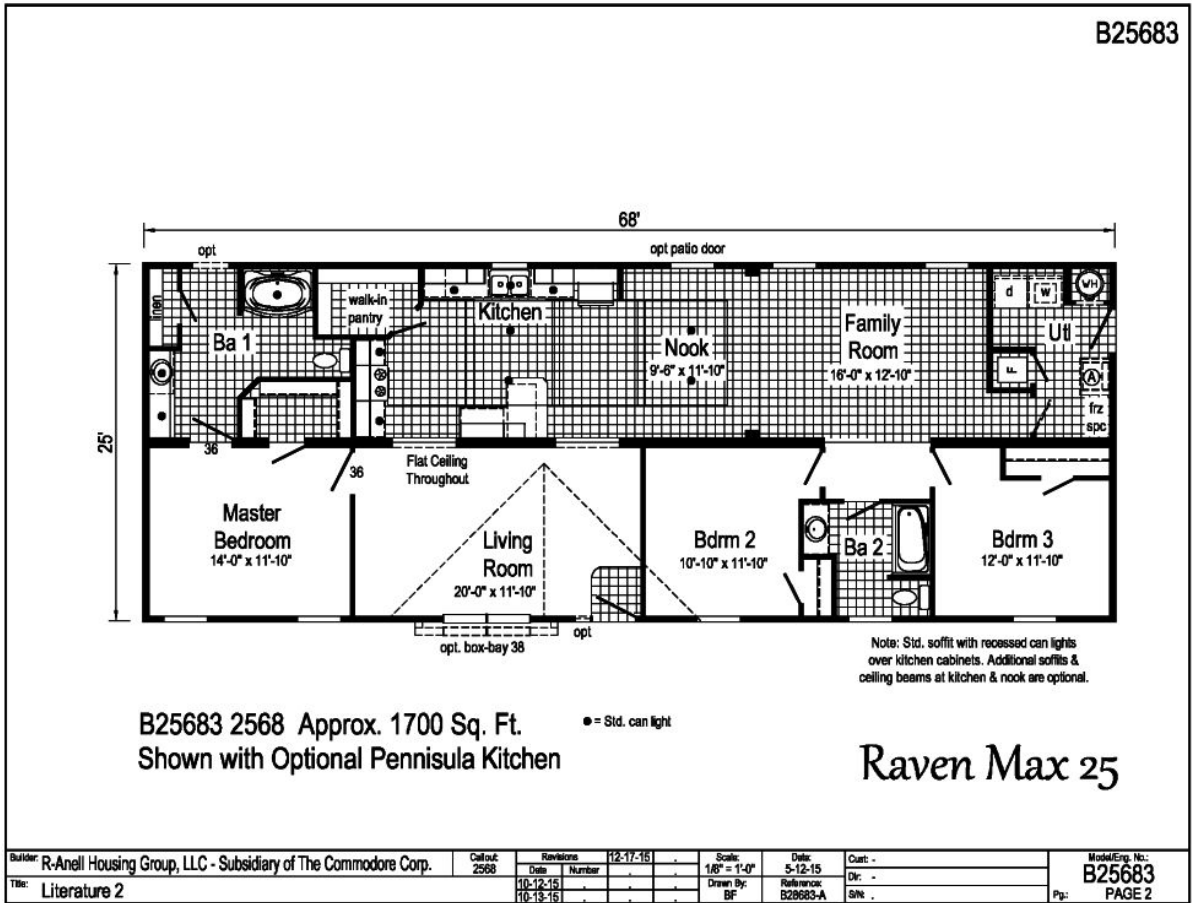 B25683
68'
opt
opt patio door
25'
linen
walk-in
pantry
Ba 1
Kitchen
Nook
9'-6" x 11'-10"
Family
Room
16'-0" x 12'-10"
d
w
WH
Utl
F
A
frz
spc
36
36
Flat Ceiling
Throughout
Master
Bedroom
14'-0" x 11'-10"
Living
Room
20'-0" x 11'-10"
Bdrm 2
10'-10" x 11'-10"
Ba 2
Bdrm 3
12'-0" x 11'-10"
opt. box-bay 38
opt
Note: Std. soffit with recessed can lights
over kitchen cabinets. Additional soffits &
ceiling beams at kitchen & nook are optional.
B25683 2568 Approx. 1700 Sq. Ft.
● = Std. can light
Shown with Optional Pennisula Kitchen
Raven Max 25
Builder: R-Anell Housing Group, LLC - Subsidiary of The Commodore Corp.
Title: Literature 2
Callout:
2568
Revisions 12-17-15 .
Date Number . .
10-12-15 . . .
10-13-15 . . .
Scale:
1/8" = 1'-0"
Drawn By:
BF
Date:
5-12-15
Reference:
B28683-A
Cust: -
Dir: -
S/N: .
Model/Eng. No.:
B25683
Pg.: PAGE 2